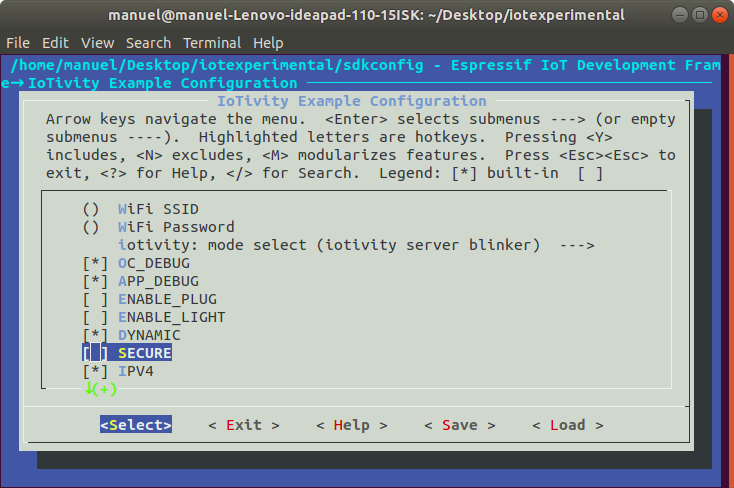 manuel@manuel-Lenovo-ideapad-110-15ISK: ~/Desktop/iotexperimental
File Edit View Search Terminal Help
/home/manuel/Desktop/iotexperimental/sdkconfig - Espressif IoT Development Fram
e→IoTivity Example Configuration
IoTivity Example Configuration
Arrow keys navigate the menu. <Enter> selects submenus ---> (or empty
submenus ----). Highlighted letters are hotkeys. Pressing <Y>
includes, <N> excludes, <M> modularizes features. Press <Esc><Esc> to
exit, <?> for Help, </> for Search. Legend: [*] built-in [ ]
() WiFi SSID
() WiFi Password
iotivity: mode select (iotivity server blinker) --->
[*] OC_DEBUG
[*] APP_DEBUG
[ ] ENABLE_PLUG
[ ] ENABLE_LIGHT
[*] DYNAMIC
[ ] SECURE
[*] IPV4
↓(+)
<Select> < Exit > < Help > < Save > < Load >